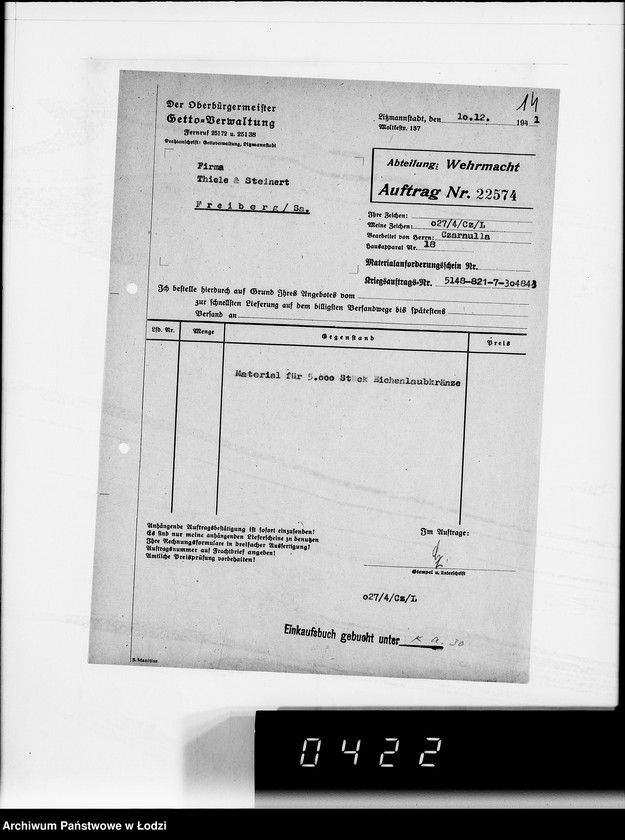 14
Der Oberbürgermeister
Getto-Verwaltung
Fernruf 25172 u. 25138
Drahtanschrift: Gettoverwaltung, Litzmannstadt
Litzmannstadt, den 10.12. 1941
Moltkestr. 157
Firma
Thiele & Steinert
Freiberg/Sa.
Abteilung: Wehrmacht
Auftrag Nr. 22574
Ihre Zeichen:
Meine Zeichen: o27/4/Cz/L
Bearbeitet von Herrn: Czarnulla
Hausapparat Nr. 18
Materialanforderungsschein Nr.
Kriegsauftrags-Nr. 5148-821-7-30484
Ich bestelle hierdurch auf Grund Ihres Angebotes vom
zur schnellsten Lieferung auf dem billigsten Versandwege bis spätestens
Versand an
Lfd. Nr. Menge Gegenstand Preis
Material für 5.ooo Stück Eichenlaubkränze
Anhängende Auftragsbestätigung ist sofort einzusenden!
Es sind nur meine anhängenden Lieferscheine zu benutzen
Ihre Rechnungsformulare in dreifacher Ausfertigung!
Auftragsnummer auf Frachtbrief angeben!
Amtliche Preisprüfung vorbehalten!
Im Auftrage:
Stempel u. Unterschrift
o27/4/Cz/L
Einkaufsbuch gebucht unter K a. 30
S. Mauritius
0422
Archiwum Państwowe w Łodzi